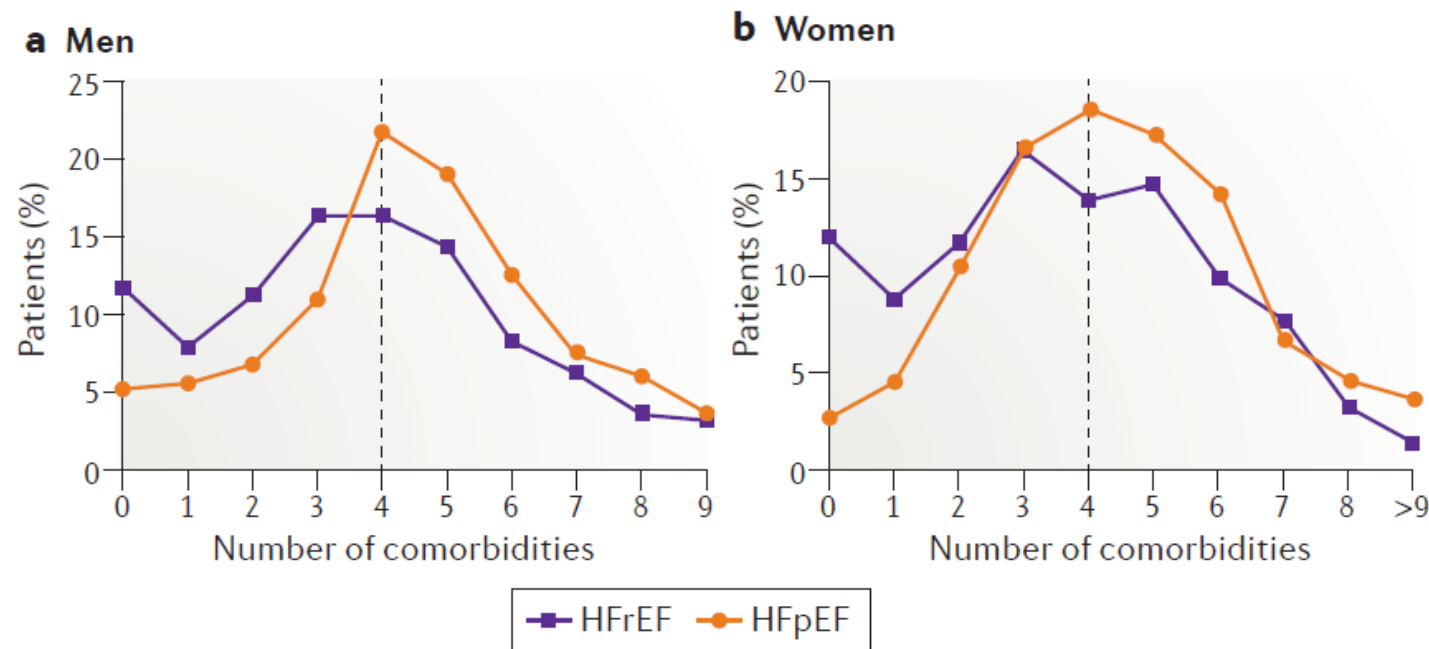 a Men
25
20
15
10
5
0
Patients (%)
0 1 2 3 4 5 6 7 8 9
Number of comorbidities
b Women
20
15
10
5
0
Patients (%)
0 1 2 3 4 5 6 7 8 >9
Number of comorbidities
HFrEF HFpEF